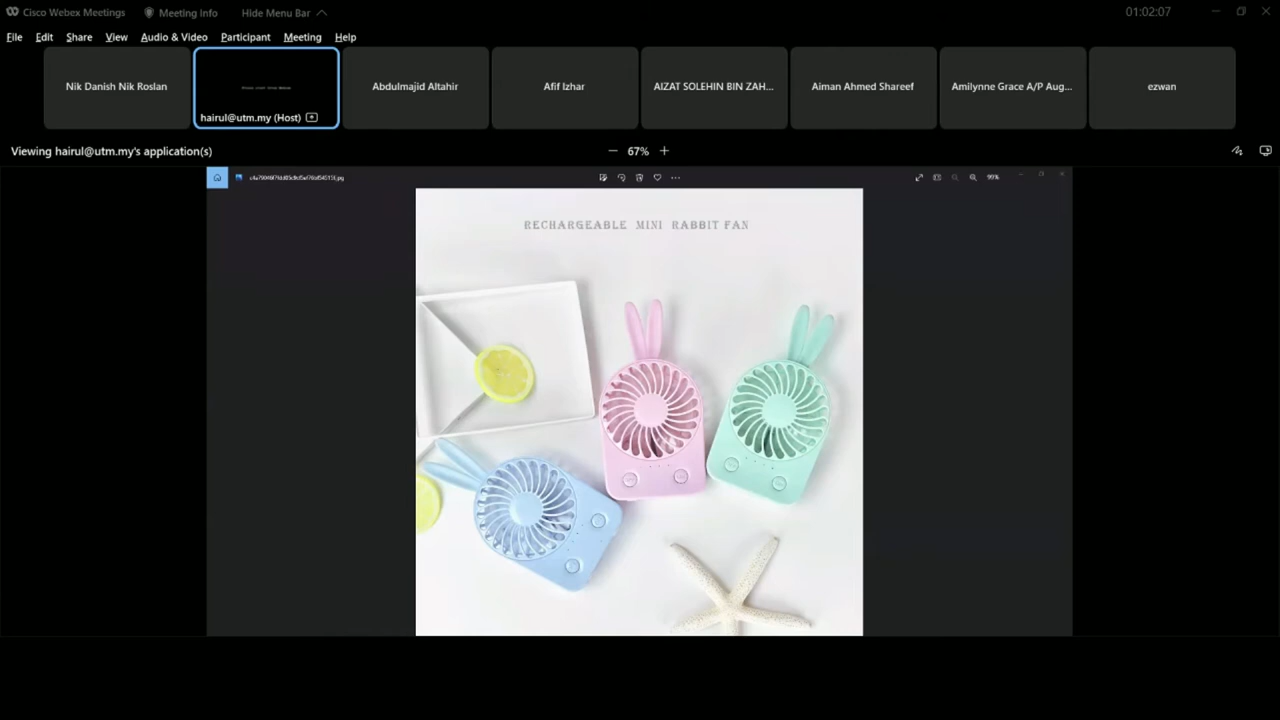 Cisco Webex Meetings
Meeting Info
Hide Menu Bar
01:02:07
File Edit Share View Audio & Video Participant Meeting Help
Nik Danish Nik Roslan
hairul@utm.my (Host)
Abdulmajid Altahir
Afif Izhar
AIZAT SOLEHIN BIN ZAH...
Aiman Ahmed Shareef
Amilynne Grace A/P Aug...
ezwan
Viewing hairul@utm.my's application(s)
67%
99%
RECHARGEABLE MINI RABBIT FAN